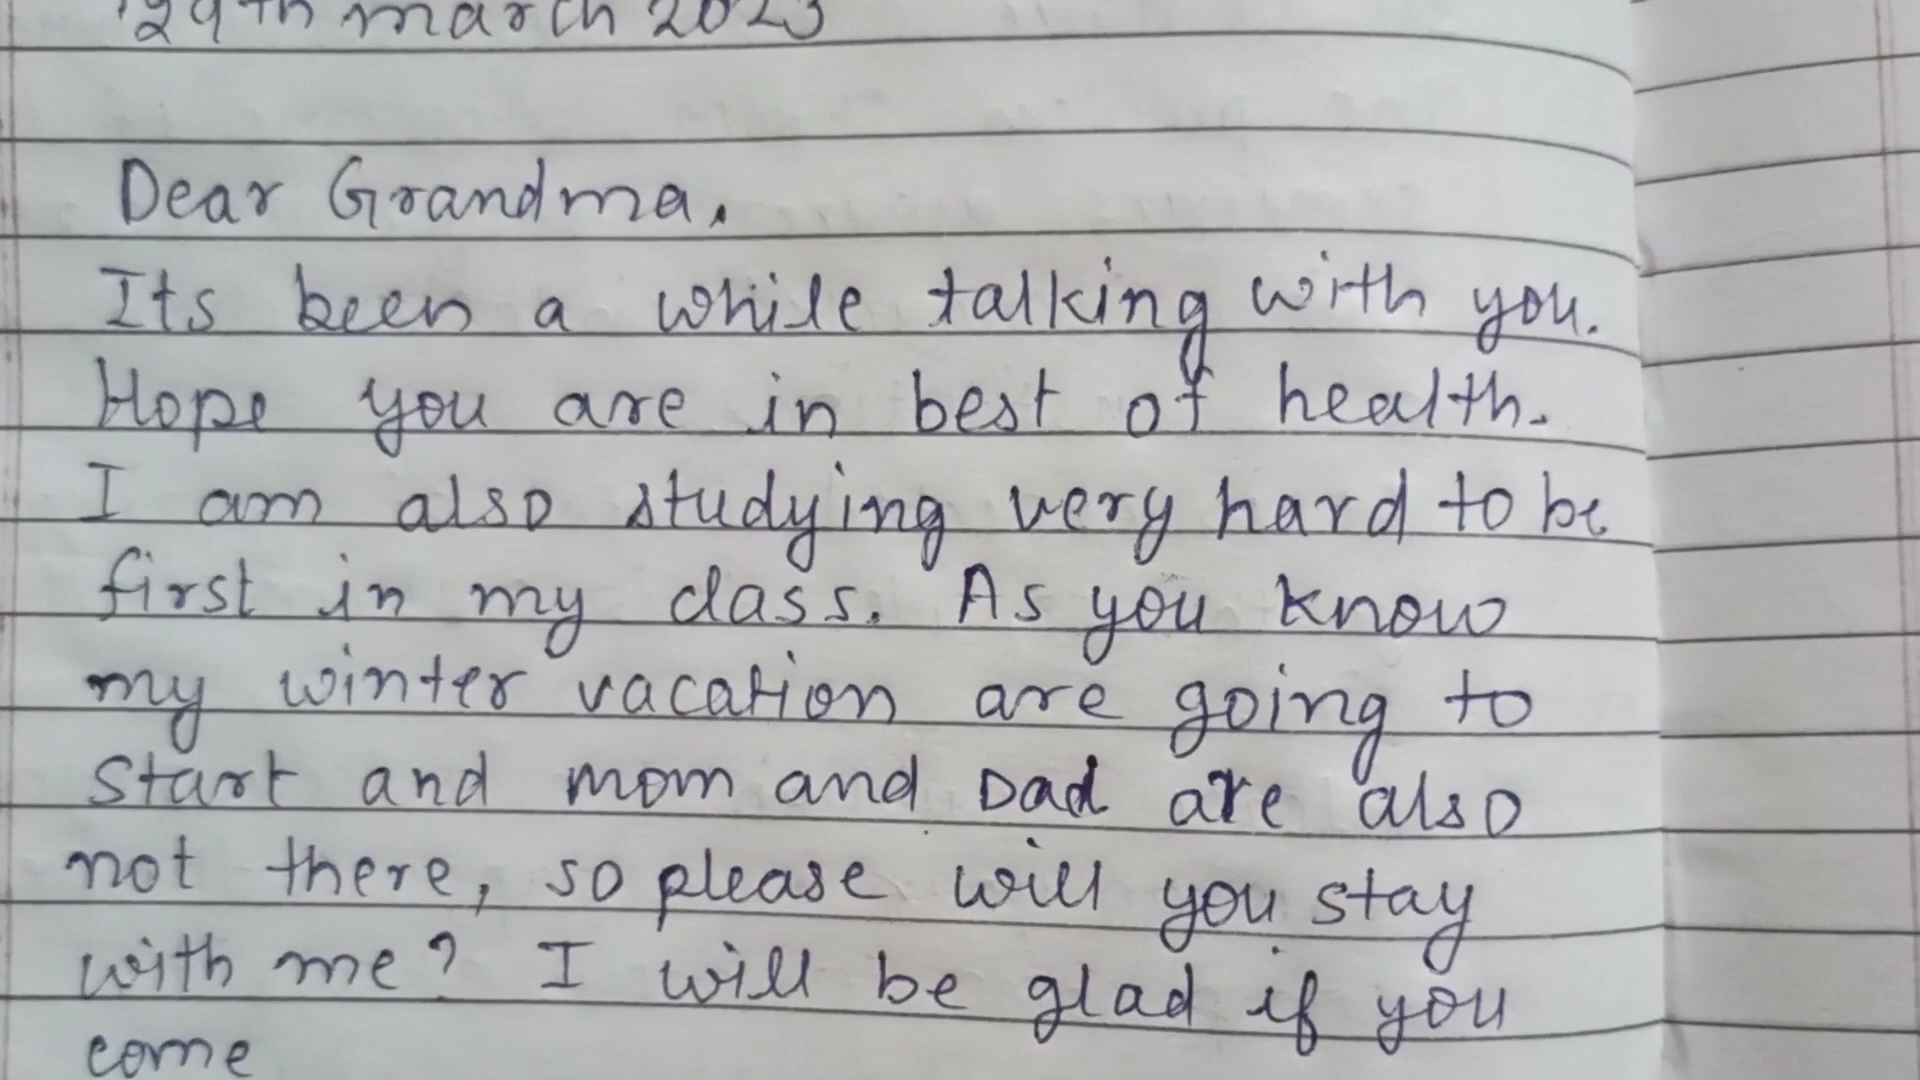 29th march 2023
Dear Grandma,
Its been a while talking with you.
Hope you are in best of health.
I am also studying very hard to be
first in my class. As you know
my winter vacation are going to
start and mom and Dad are also
not there, so please will you stay
with me? I will be glad if you
come